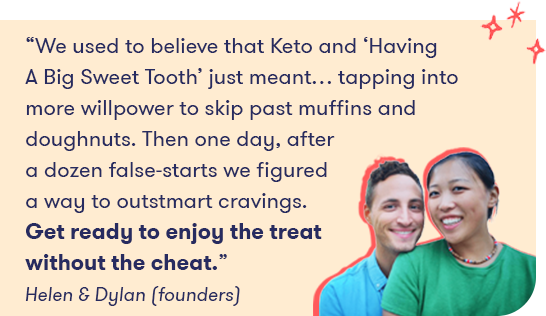 “We used to believe that Keto and ‘Having
A Big Sweet Tooth’ just meant… tapping into
more willpower to skip past muffins and
doughnuts. Then one day, after
a dozen false-starts we figured
a way to outstmart cravings.
Get ready to enjoy the treat
without the cheat.”
Helen & Dylan (founders)